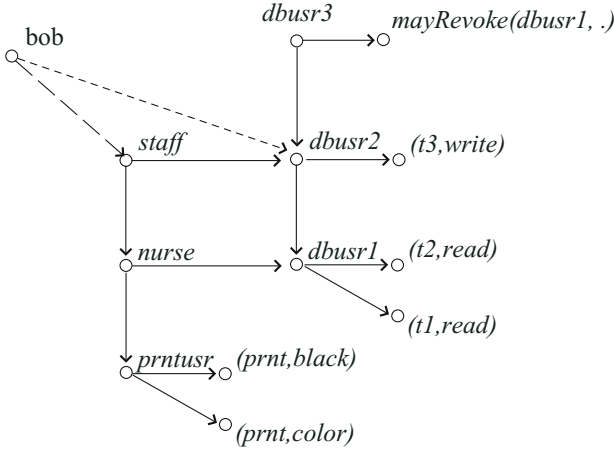 dbusr3
mayRevoke(dbusr1, .)
bob
staff
dbusr2
(t3,write)
nurse
dbusr1
(t2,read)
(t1,read)
prntusr
(prnt,black)
(prnt,color)